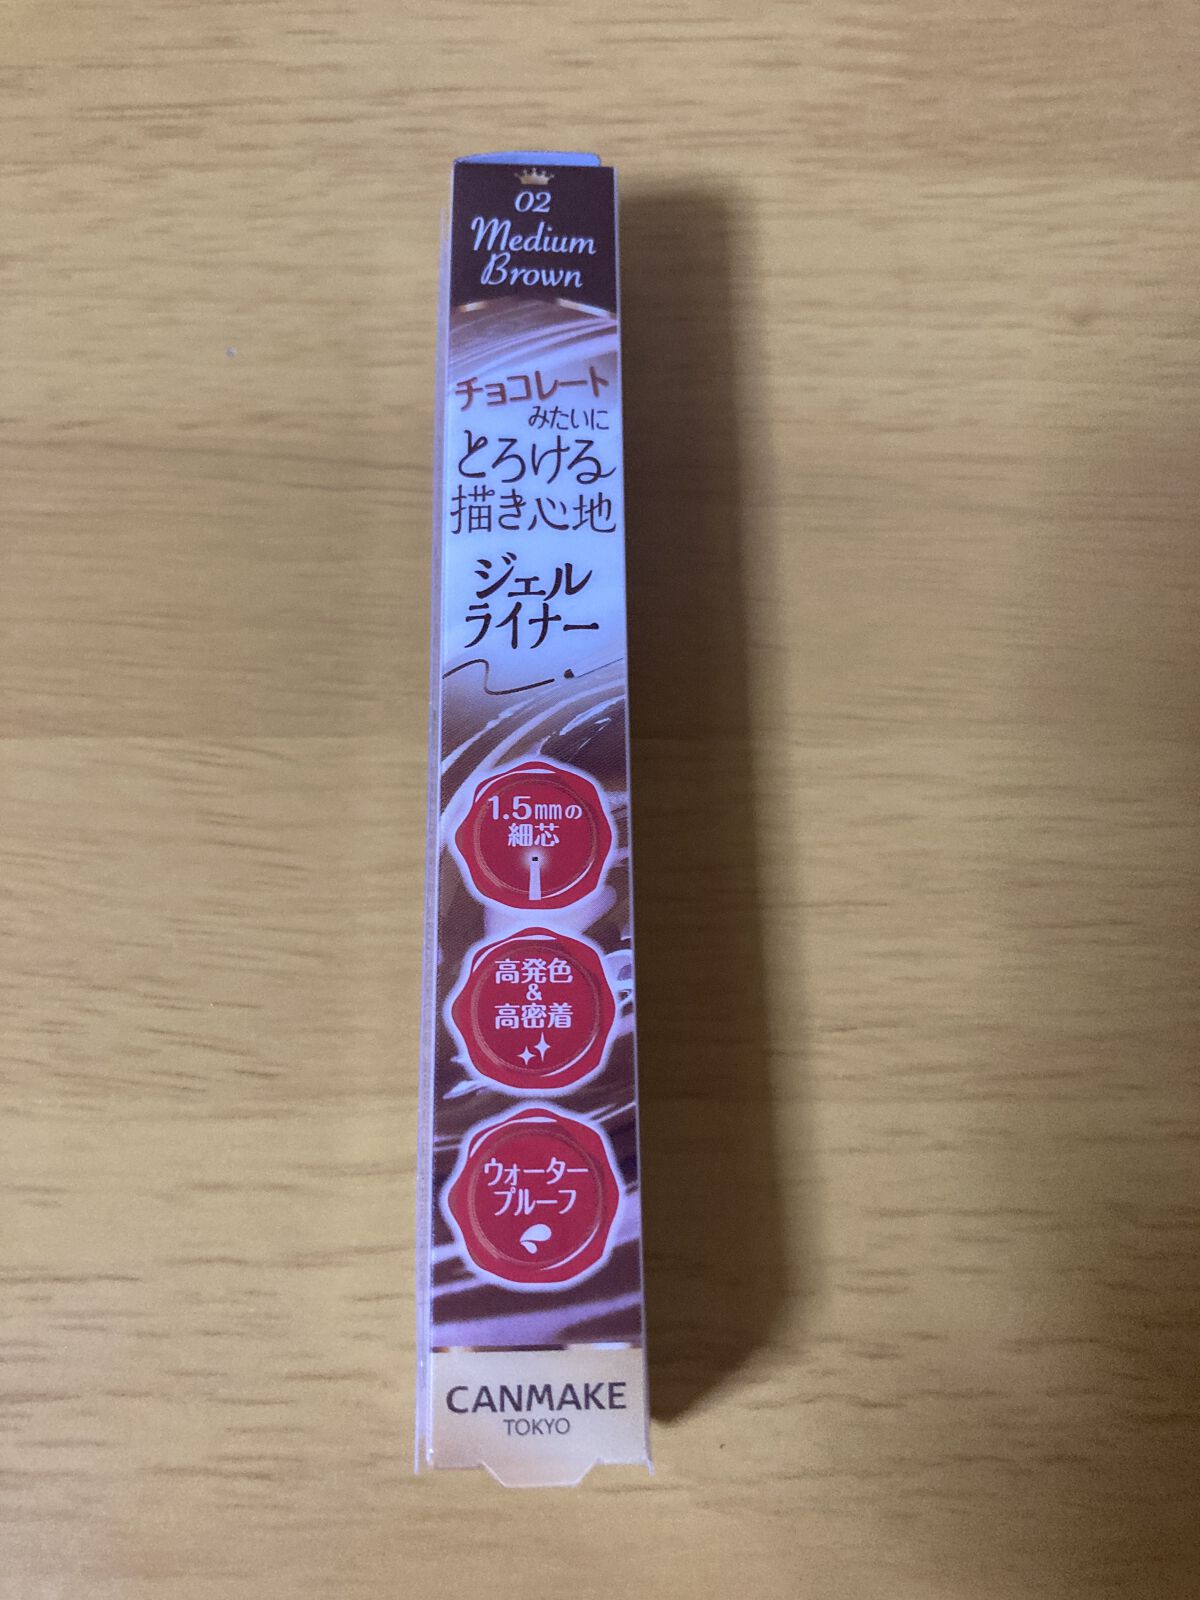 02
Medium
Brown
チョコレート
みたいに
とろける
描き心地
ジェル
ライナー
1.5mmの
細芯
高発色
&
高密着
ウォーター
プルーフ
CANMAKE
TOKYO